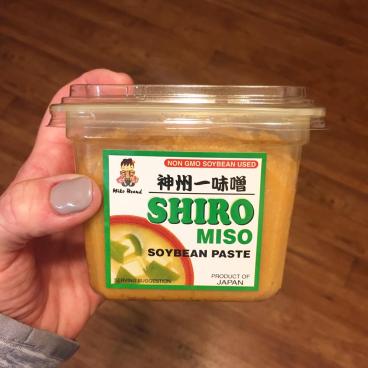 NON GMO SOYBEAN USED
神州一味噌
Miko Brand
SHIRO
MISO
SOYBEAN PASTE
SERVING SUGGESTION
PRODUCT OF
JAPAN